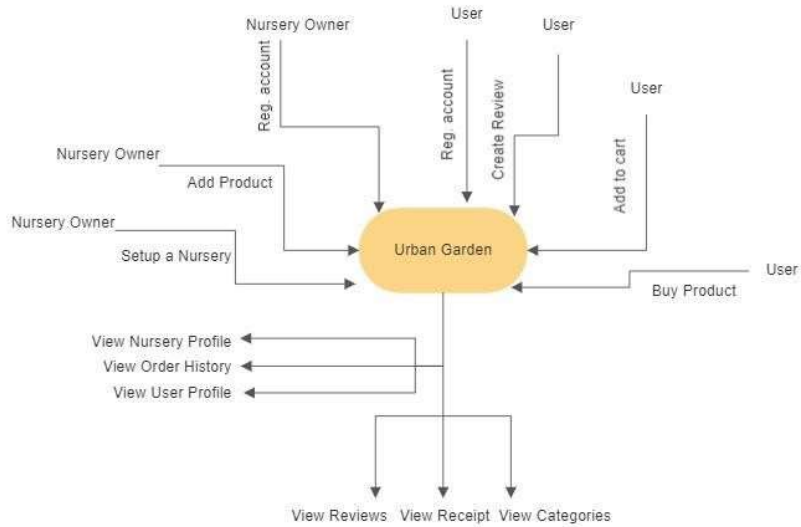 Nursery Owner
User
User
User
Reg. account
Reg. account
Create Review
Add to cart
Nursery Owner
Add Product
Nursery Owner
Setup a Nursery
Urban Garden
User
Buy Product
View Nursery Profile
View Order History
View User Profile
View Reviews
View Receipt
View Categories